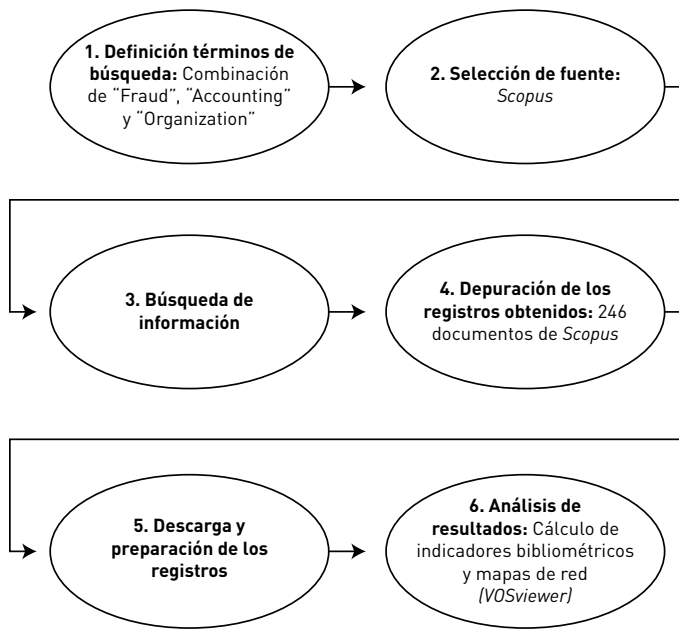 1. Definición términos de
búsqueda: Combinación
de “Fraud”, “Accounting”
y “Organization”
2. Selección de fuente:
Scopus
3. Búsqueda de
información
4. Depuración de los
registros obtenidos: 246
documentos de Scopus
5. Descarga y
preparación de los
registros
6. Análisis de
resultados: Cálculo de
indicadores bibliométricos
y mapas de red
(VOSviewer)